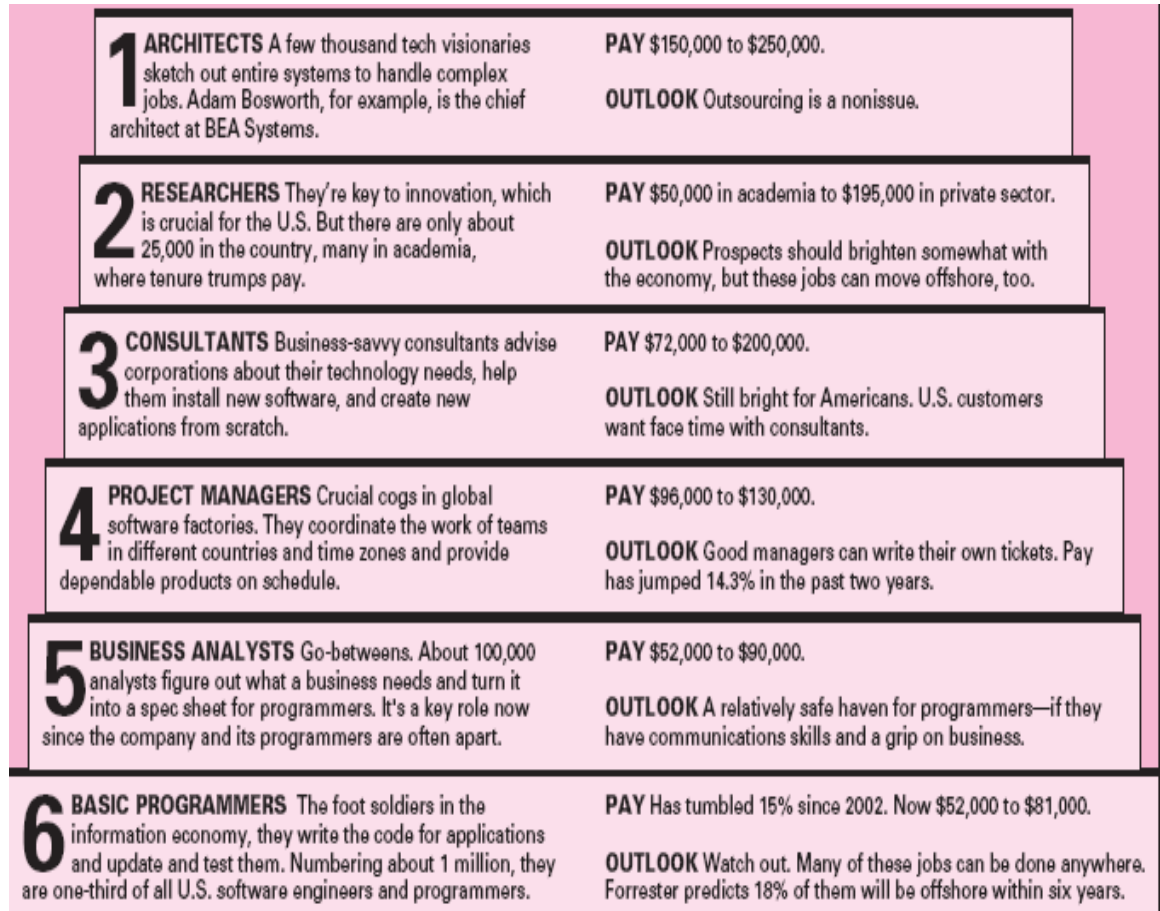 1 ARCHITECTS A few thousand tech visionaries
sketch out entire systems to handle complex
jobs. Adam Bosworth, for example, is the chief
architect at BEA Systems.
PAY $150,000 to $250,000.
OUTLOOK Outsourcing is a nonissue.
2 RESEARCHERS They’re key to innovation, which
is crucial for the U.S. But there are only about
25,000 in the country, many in academia,
where tenure trumps pay.
PAY $50,000 in academia to $195,000 in private sector.
OUTLOOK Prospects should brighten somewhat with
the economy, but these jobs can move offshore, too.
3 CONSULTANTS Business-savvy consultants advise
corporations about their technology needs, help
them install new software, and create new
applications from scratch.
PAY $72,000 to $200,000.
OUTLOOK Still bright for Americans. U.S. customers
want face time with consultants.
4 PROJECT MANAGERS Crucial cogs in global
software factories. They coordinate the work of teams
in different countries and time zones and provide
dependable products on schedule.
PAY $96,000 to $130,000.
OUTLOOK Good managers can write their own tickets. Pay
has jumped 14.3% in the past two years.
5 BUSINESS ANALYSTS Go-betweens. About 100,000
analysts figure out what a business needs and turn it
into a spec sheet for programmers. It's a key role now
since the company and its programmers are often apart.
PAY $52,000 to $90,000.
OUTLOOK A relatively safe haven for programmers—if they
have communications skills and a grip on business.
6 BASIC PROGRAMMERS The foot soldiers in the
information economy, they write the code for applications
and update and test them. Numbering about 1 million, they
are one-third of all U.S. software engineers and programmers.
PAY Has tumbled 15% since 2002. Now $52,000 to $81,000.
OUTLOOK Watch out. Many of these jobs can be done anywhere.
Forrester predicts 18% of them will be offshore within six years.